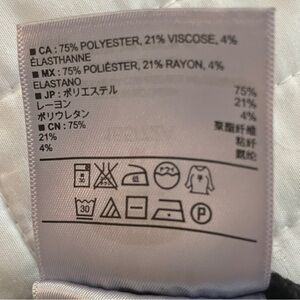 ■ CA : 75% POLYESTER, 21% VISCOSE, 4%
ÉLASTHANNE
■ MX : 75% POLIÉSTER, 21% RAYON, 4%
ELASTANO
■ JP : ポリエステル 75%
レーヨン 21%
ポリウレタン 4%
■ CN : 75% 聚酯纤维
21% 粘纤
4% 氨纶
30
30 P